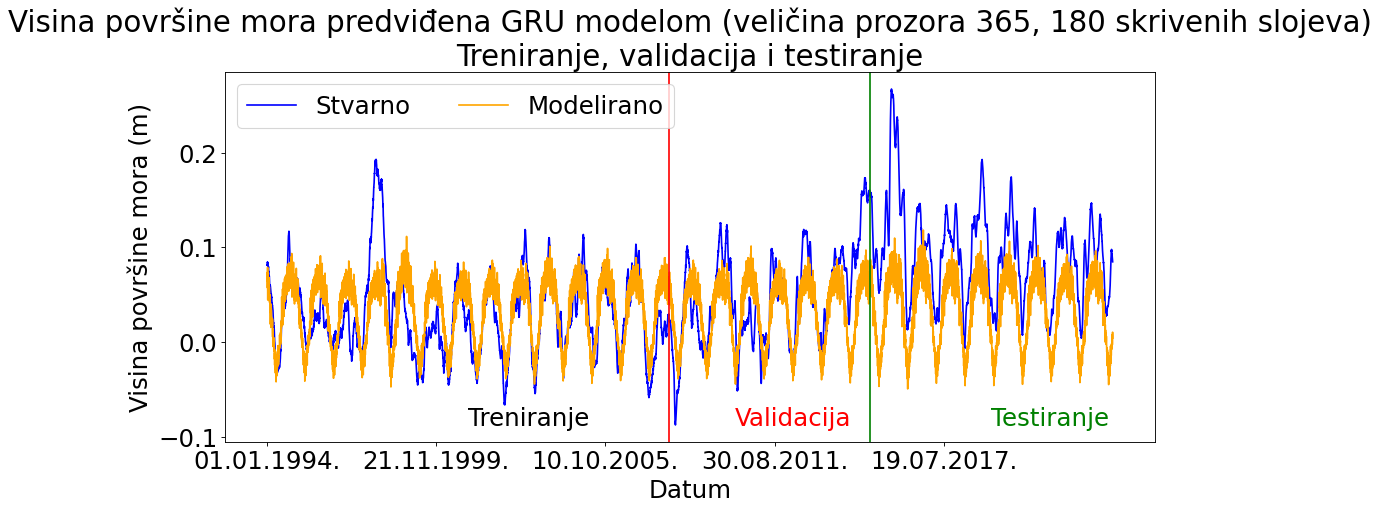 Visina površine mora predviđena GRU modelom (veličina prozora 365, 180 skrivenih slojeva)
Treniranje, validacija i testiranje
Stvarno Modelirano
Visina površine mora (m)
0.2
0.1
0.0
−0.1
Treniranje Validacija Testiranje
01.01.1994. 21.11.1999. 10.10.2005. 30.08.2011. 19.07.2017.
Datum